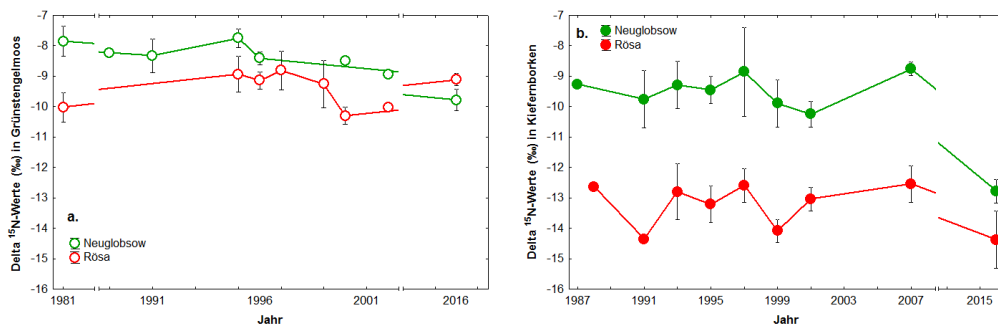 Delta ¹⁵N-Werte (‰) in Grünstengelmoos
-7
-8
-9
-10
-11
-12
-13
-14
-15
-16
a.
Neuglobsow
Rösa
1981 1991 1996 2001 2016
Jahr
Delta ¹⁵N-Werte (‰) in Kiefernborken
-7
-8
-9
-10
-11
-12
-13
-14
-15
-16
b.
Neuglobsow
Rösa
1987 1991 1995 1999 2003 2007 2015
Jahr